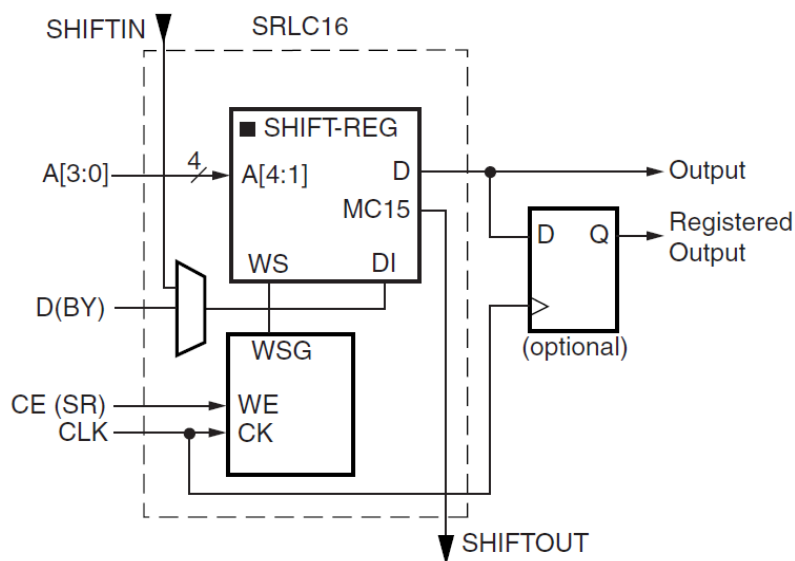 SHIFTIN
SRLC16
SHIFT-REG
A[3:0]
4
A[4:1]
D
Output
MC15
D
Q
Registered
Output
WS
DI
D(BY)
(optional)
WSG
CE (SR)
WE
CLK
CK
SHIFTOUT